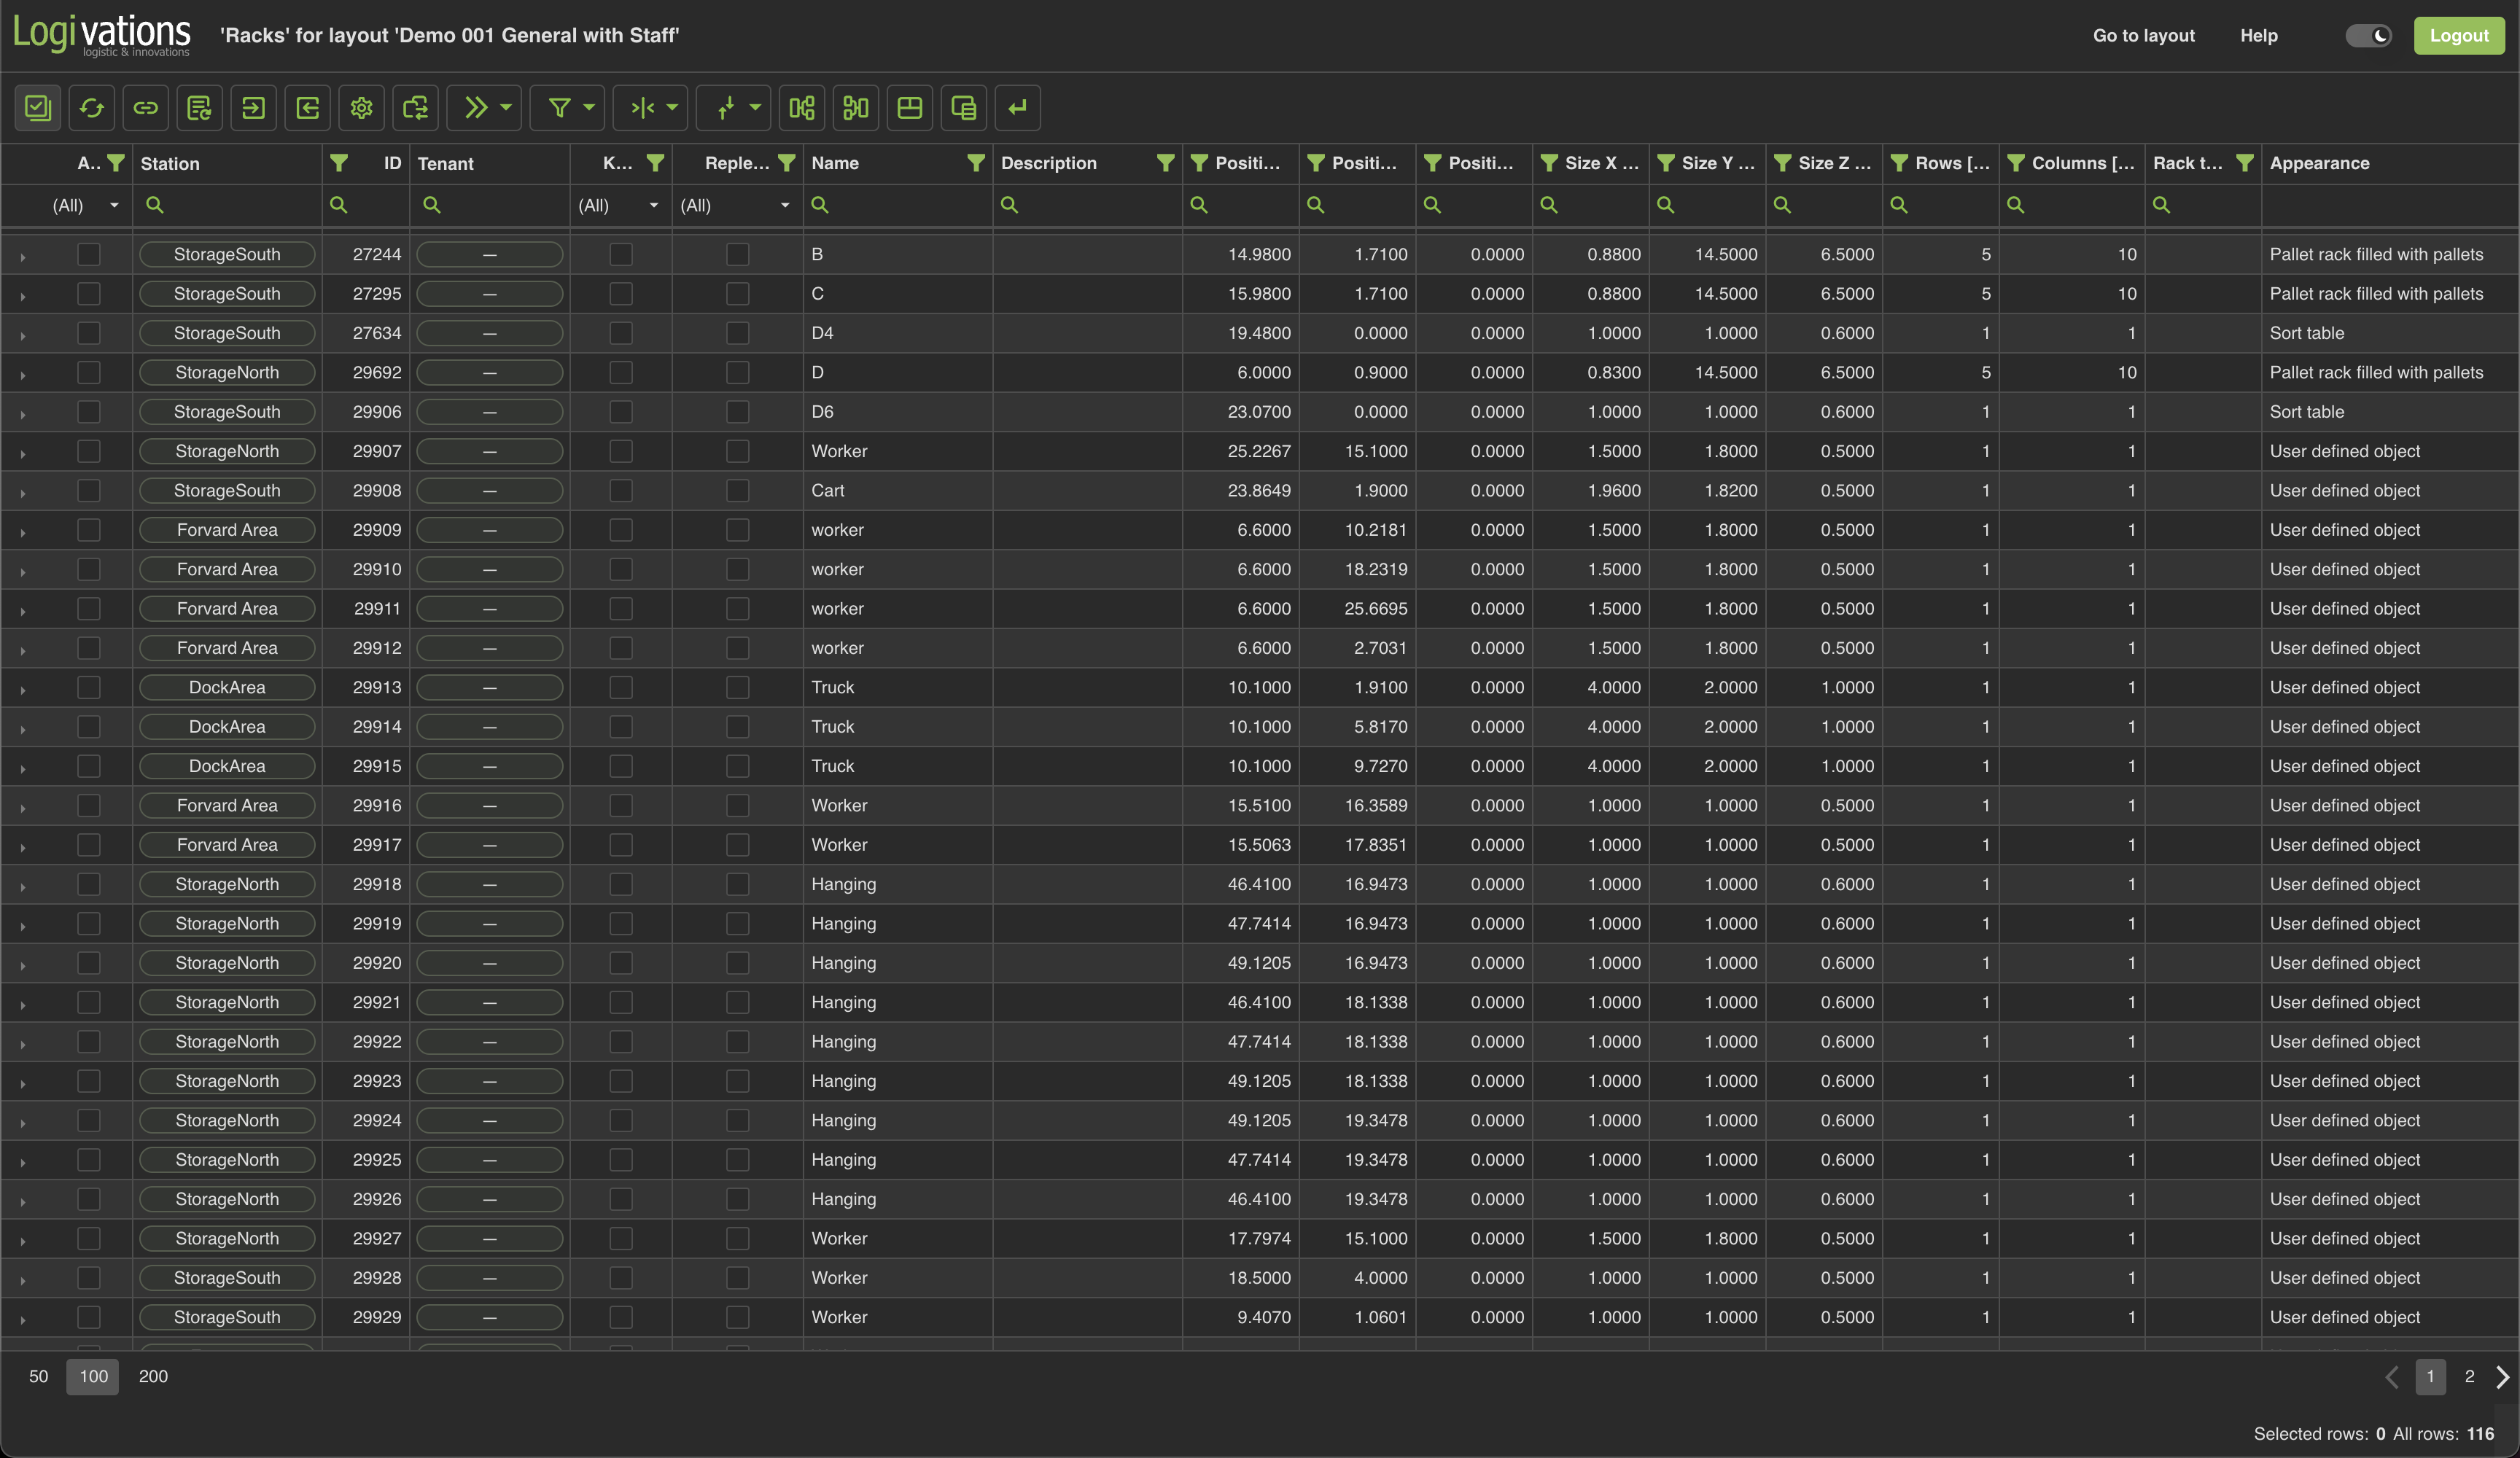 Logivations
logistic & innovations
'Racks' for layout 'Demo 001 General with Staff'
Go to layout Help Logout
A.. Station ID Tenant K... Reple... Name Description Positi... Positi... Positi... Size X ... Size Y ... Size Z ... Rows [... Columns [... Rack t... Appearance
(All) (All) (All)
StorageSouth 27244 — B 14.9800 1.7100 0.0000 0.8800 14.5000 6.5000 5 10 Pallet rack filled with pallets
StorageSouth 27295 — C 15.9800 1.7100 0.0000 0.8800 14.5000 6.5000 5 10 Pallet rack filled with pallets
StorageSouth 27634 — D4 19.4800 0.0000 0.0000 1.0000 1.0000 0.6000 1 1 Sort table
StorageNorth 29692 — D 6.0000 0.9000 0.0000 0.8300 14.5000 6.5000 5 10 Pallet rack filled with pallets
StorageSouth 29906 — D6 23.0700 0.0000 0.0000 1.0000 1.0000 0.6000 1 1 Sort table
StorageNorth 29907 — Worker 25.2267 15.1000 0.0000 1.5000 1.8000 0.5000 1 1 User defined object
StorageSouth 29908 — Cart 23.8649 1.9000 0.0000 1.9600 1.8200 0.5000 1 1 User defined object
Forvard Area 29909 — worker 6.6000 10.2181 0.0000 1.5000 1.8000 0.5000 1 1 User defined object
Forvard Area 29910 — worker 6.6000 18.2319 0.0000 1.5000 1.8000 0.5000 1 1 User defined object
Forvard Area 29911 — worker 6.6000 25.6695 0.0000 1.5000 1.8000 0.5000 1 1 User defined object
Forvard Area 29912 — worker 6.6000 2.7031 0.0000 1.5000 1.8000 0.5000 1 1 User defined object
DockArea 29913 — Truck 10.1000 1.9100 0.0000 4.0000 2.0000 1.0000 1 1 User defined object
DockArea 29914 — Truck 10.1000 5.8170 0.0000 4.0000 2.0000 1.0000 1 1 User defined object
DockArea 29915 — Truck 10.1000 9.7270 0.0000 4.0000 2.0000 1.0000 1 1 User defined object
Forvard Area 29916 — Worker 15.5100 16.3589 0.0000 1.0000 1.0000 0.5000 1 1 User defined object
Forvard Area 29917 — Worker 15.5063 17.8351 0.0000 1.0000 1.0000 0.5000 1 1 User defined object
StorageNorth 29918 — Hanging 46.4100 16.9473 0.0000 1.0000 1.0000 0.6000 1 1 User defined object
StorageNorth 29919 — Hanging 47.7414 16.9473 0.0000 1.0000 1.0000 0.6000 1 1 User defined object
StorageNorth 29920 — Hanging 49.1205 16.9473 0.0000 1.0000 1.0000 0.6000 1 1 User defined object
StorageNorth 29921 — Hanging 46.4100 18.1338 0.0000 1.0000 1.0000 0.6000 1 1 User defined object
StorageNorth 29922 — Hanging 47.7414 18.1338 0.0000 1.0000 1.0000 0.6000 1 1 User defined object
StorageNorth 29923 — Hanging 49.1205 18.1338 0.0000 1.0000 1.0000 0.6000 1 1 User defined object
StorageNorth 29924 — Hanging 49.1205 19.3478 0.0000 1.0000 1.0000 0.6000 1 1 User defined object
StorageNorth 29925 — Hanging 47.7414 19.3478 0.0000 1.0000 1.0000 0.6000 1 1 User defined object
StorageNorth 29926 — Hanging 46.4100 19.3478 0.0000 1.0000 1.0000 0.6000 1 1 User defined object
StorageNorth 29927 — Worker 17.7974 15.1000 0.0000 1.5000 1.8000 0.5000 1 1 User defined object
StorageSouth 29928 — Worker 18.5000 4.0000 0.0000 1.0000 1.0000 0.5000 1 1 User defined object
StorageSouth 29929 — Worker 9.4070 1.0601 0.0000 1.0000 1.0000 0.5000 1 1 User defined object
50 100 200 1 2
Selected rows: 0 All rows: 116